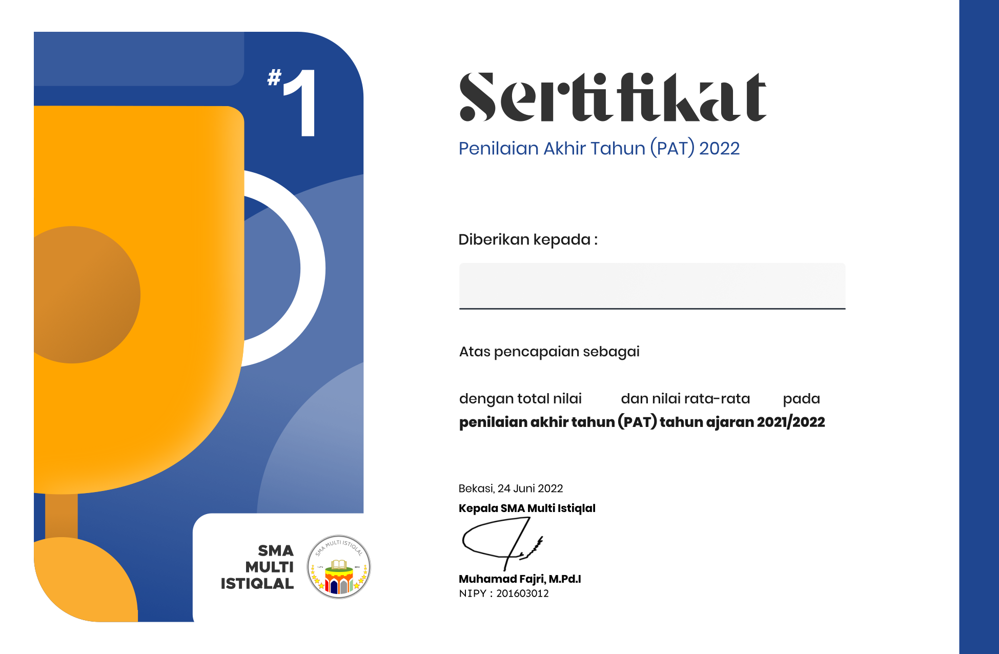 #1
Sertifikat
Penilaian Akhir Tahun (PAT) 2022
Diberikan kepada :
Atas pencapaian sebagai
dengan total nilai dan nilai rata-rata pada
penilaian akhir tahun (PAT) tahun ajaran 2021/2022
Bekasi, 24 Juni 2022
Kepala SMA Multi Istiqlal
Muhamad Fajri, M.Pd.I
NIPY : 201603012
SMA
MULTI
ISTIQLAL
SMA MULTI ISTIQLAL
2012